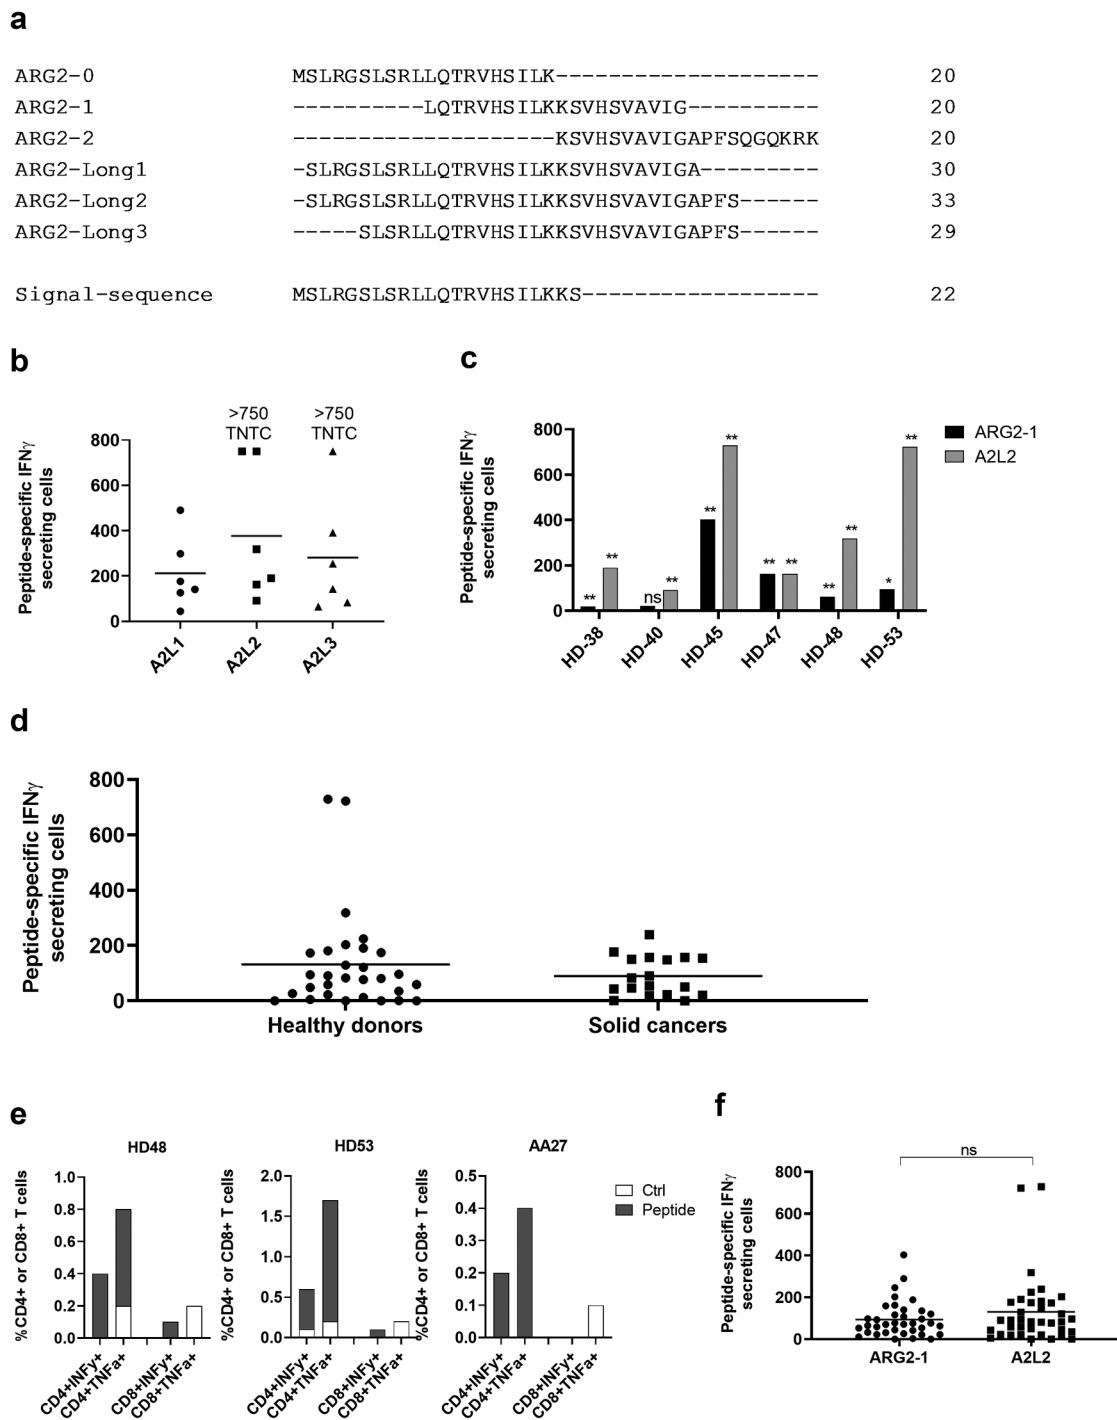 a
ARG2-0 MSLRGSLSRLLQTRVHSILK-------------------- 20
ARG2-1 ----------LQTRVHSILKKSVHSVAVIG---------- 20
ARG2-2 --------------------KSVHSVAVIGAPFSQGQKRK 20
ARG2-Long1 -SLRGSLSRLLQTRVHSILKKSVHSVAVIGA--------- 30
ARG2-Long2 -SLRGSLSRLLQTRVHSILKKSVHSVAVIGAPFS------ 33
ARG2-Long3 -----SLSRLLQTRVHSILKKSVHSVAVIGAPFS------ 29
Signal-sequence MSLRGSLSRLLQTRVHSILKKS------------------ 22
b
Peptide-specific IFNγ
secreting cells
800
600
400
200
0
>750
TNTC
>750
TNTC
A2L1 A2L2 A2L3
c
Peptide-specific IFNγ
secreting cells
800
600
400
200
0
** **
ns **
** **
** **
** **
* **
HD-38 HD-40 HD-45 HD-47 HD-48 HD-53
ARG2-1
A2L2
d
Peptide-specific IFNγ
secreting cells
800
600
400
200
0
Healthy donors Solid cancers
e
HD48
%CD4+ or CD8+ T cells
1.0
0.8
0.6
0.4
0.2
0.0
CD4+INFy+
CD4+TNFa+
CD8+INFy+
CD8+TNFa+
HD53
%CD4+ or CD8+ T cells
2.0
1.5
1.0
0.5
0.0
CD4+INFy+
CD4+TNFa+
CD8+INFy+
CD8+TNFa+
AA27
%CD4+ or CD8+ T cells
0.5
0.4
0.3
0.2
0.1
0.0
CD4+INFy+
CD4+TNFa+
CD8+INFy+
CD8+TNFa+
Ctrl
Peptide
f
Peptide-specific IFNγ
secreting cells
800
600
400
200
0
ns
ARG2-1 A2L2